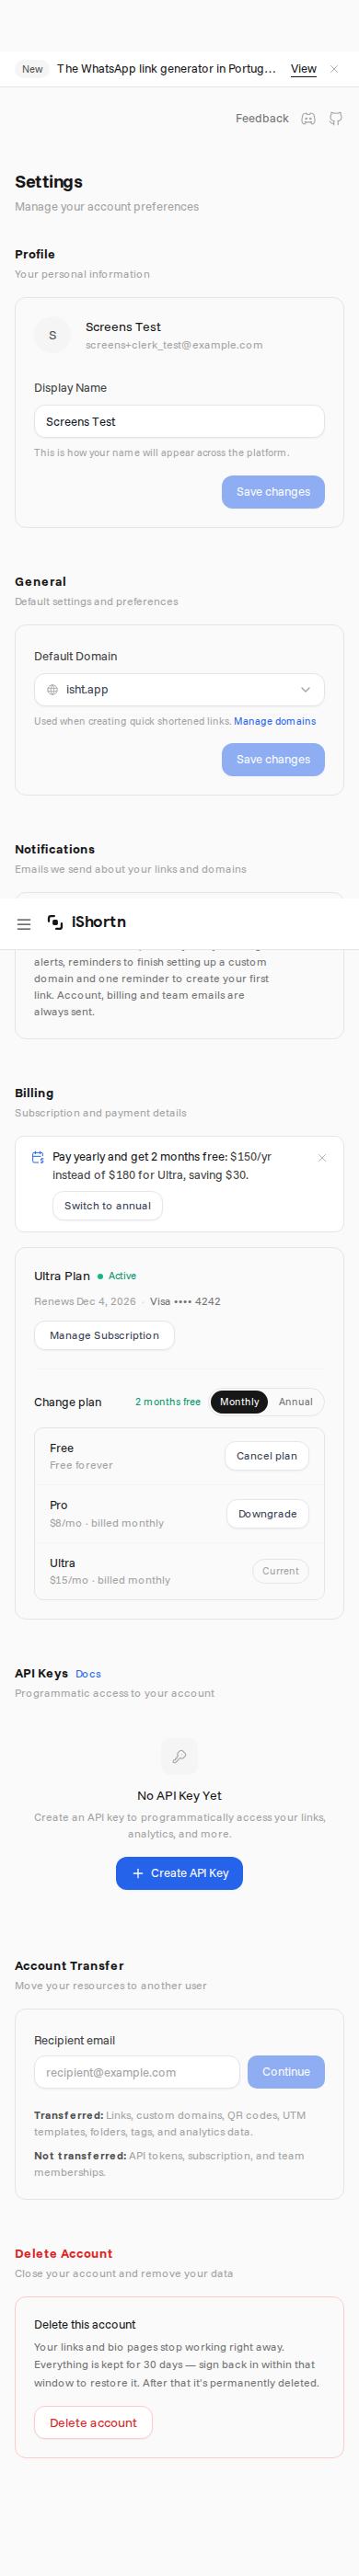 New The WhatsApp link generator in Portug... View
Feedback
Settings
Manage your account preferences
Profile
Your personal information
S
Screens Test
screens+clerk_test@example.com
Display Name
Screens Test
This is how your name will appear across the platform.
Save changes
General
Default settings and preferences
Default Domain
isht.app
Used when creating quick shortened links. Manage domains
Save changes
Notifications
Emails we send about your links and domains
iShortn
alerts, reminders to finish setting up a custom
domain and one reminder to create your first
link. Account, billing and team emails are
always sent.
Billing
Subscription and payment details
Pay yearly and get 2 months free: $150/yr
instead of $180 for Ultra, saving $30.
Switch to annual
Ultra Plan Active
Renews Dec 4, 2026 · Visa •••• 4242
Manage Subscription
Change plan 2 months free Monthly Annual
Free
Free forever
Cancel plan
Pro
$8/mo · billed monthly
Downgrade
Ultra
$15/mo · billed monthly
Current
API Keys Docs
Programmatic access to your account
No API Key Yet
Create an API key to programmatically access your links,
analytics, and more.
+ Create API Key
Account Transfer
Move your resources to another user
Recipient email
recipient@example.com Continue
Transferred: Links, custom domains, QR codes, UTM
templates, folders, tags, and analytics data.
Not transferred: API tokens, subscription, and team
memberships.
Delete Account
Close your account and remove your data
Delete this account
Your links and bio pages stop working right away.
Everything is kept for 30 days — sign back in within that
window to restore it. After that it's permanently deleted.
Delete account